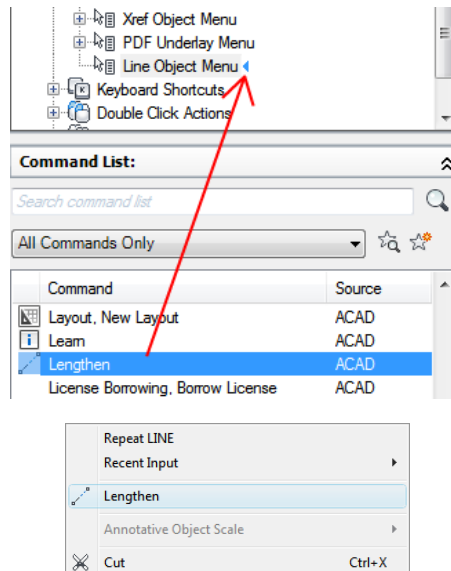 Xref Object Menu
PDF Underlay Menu
Line Object Menu
Keyboard Shortcuts
Double Click Actions
Command List:
Search command list
All Commands Only
Command Source
Layout, New Layout ACAD
Learn ACAD
Lengthen ACAD
License Borrowing, Borrow License ACAD
Repeat LINE
Recent Input
Lengthen
Annotative Object Scale
Cut Ctrl+X